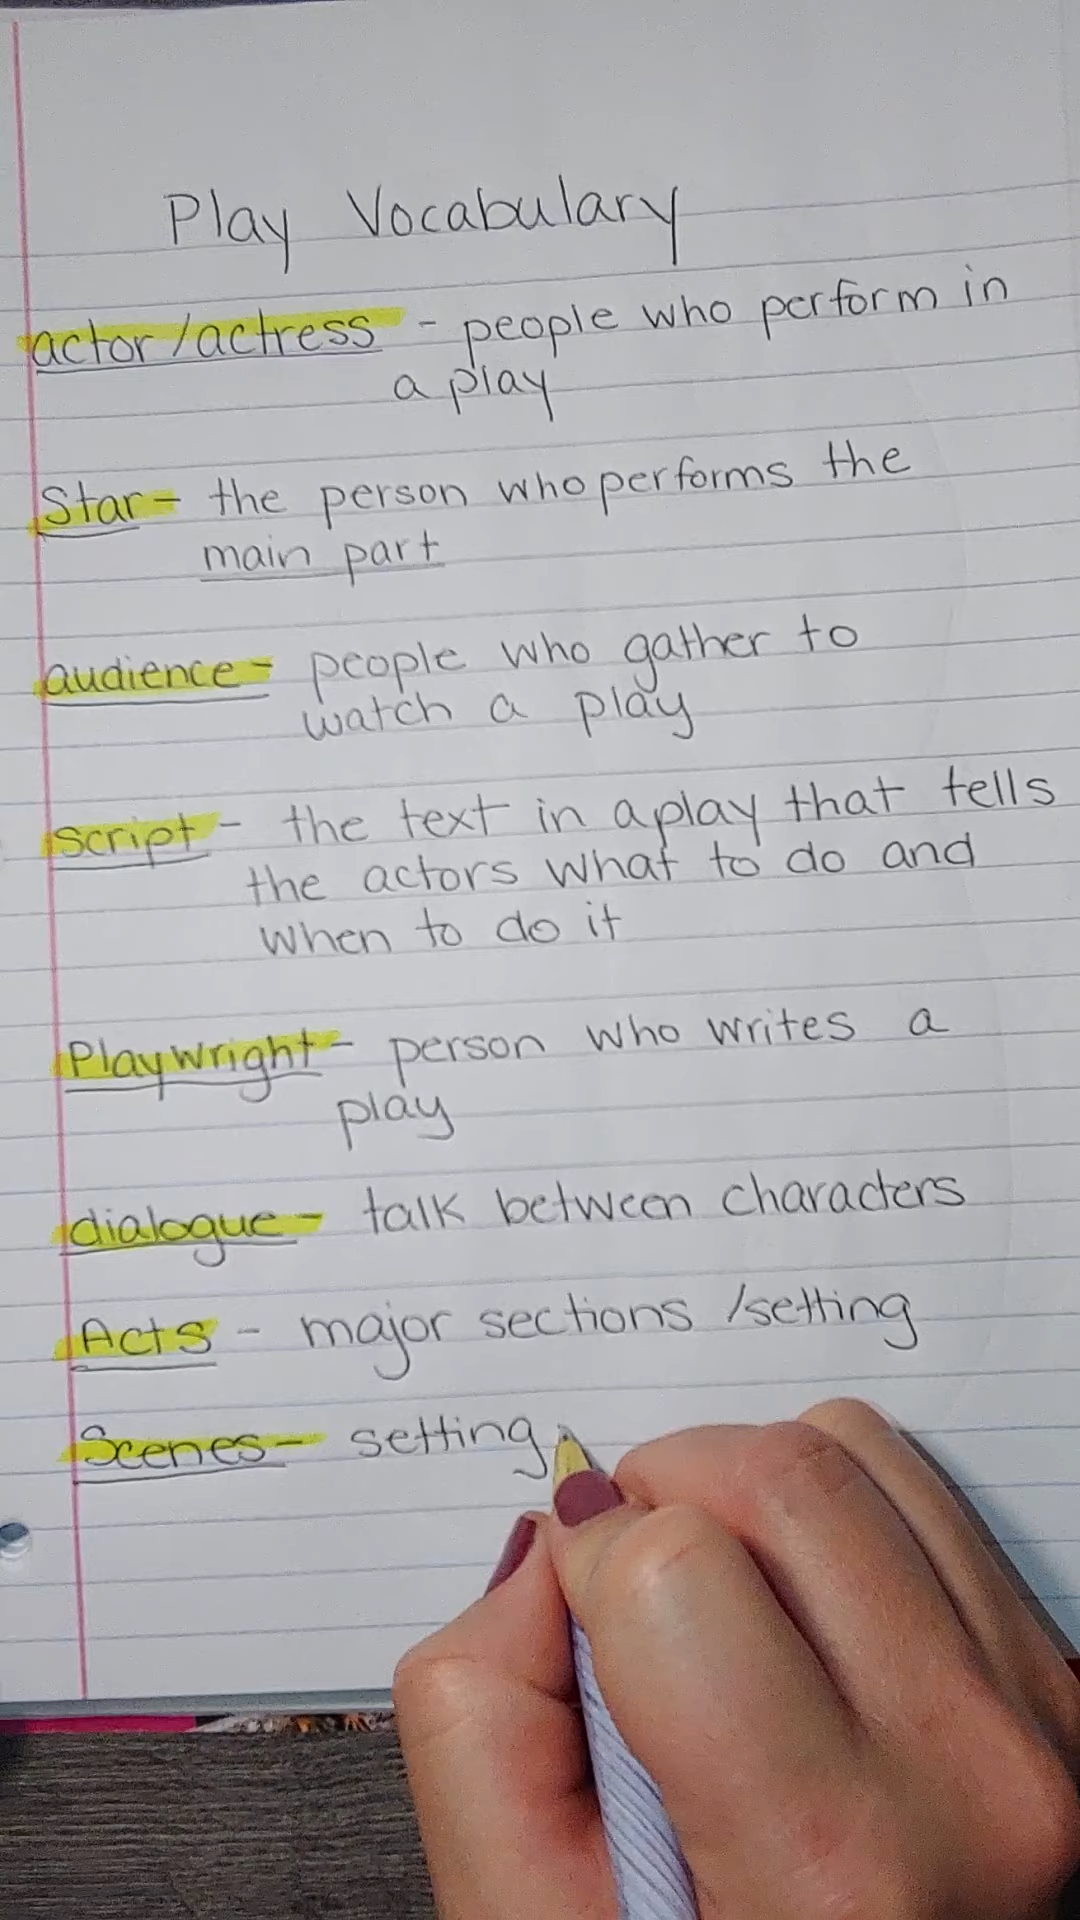 Play Vocabulary
actor/actress - people who perform in
a play
Star - the person who performs the
main part
audience - people who gather to
watch a play
script - the text in a play that tells
the actors what to do and
when to do it
Playwright - person who writes a
play
dialogue - talk between characters
Acts - major sections /setting
Scenes - setting